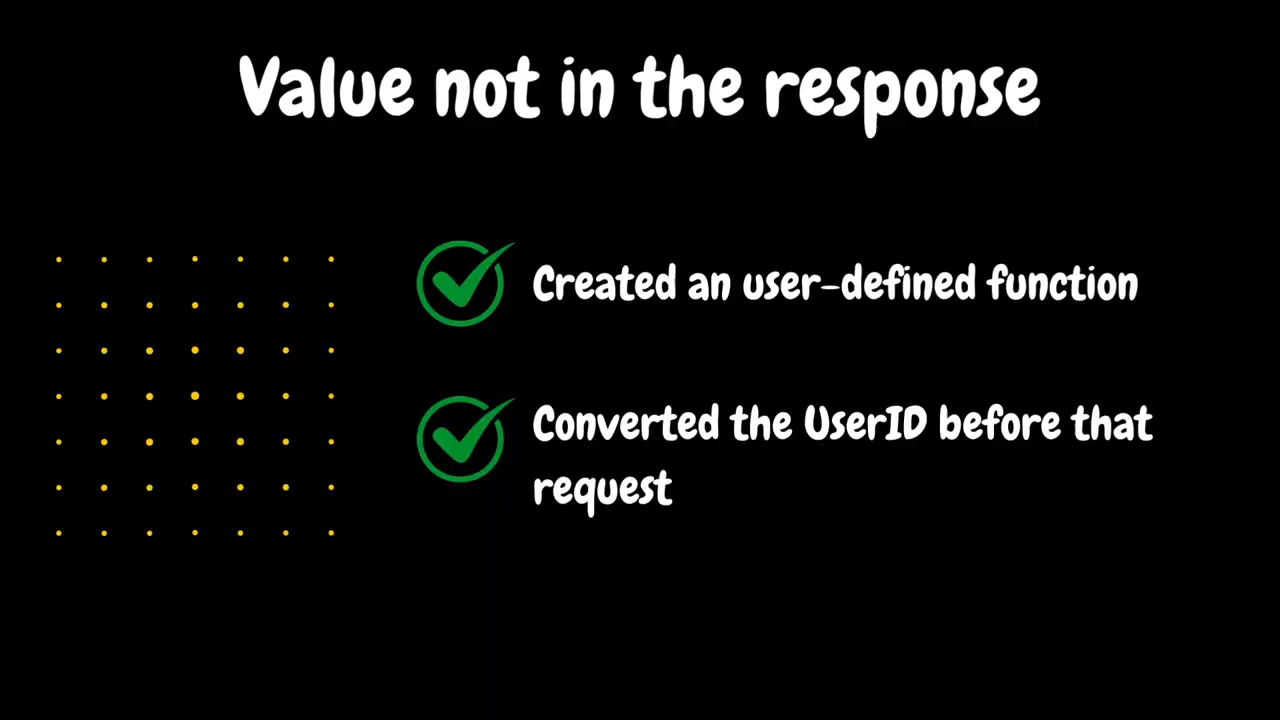 Value not in the response
Created an user-defined function
Converted the UserID before that
request